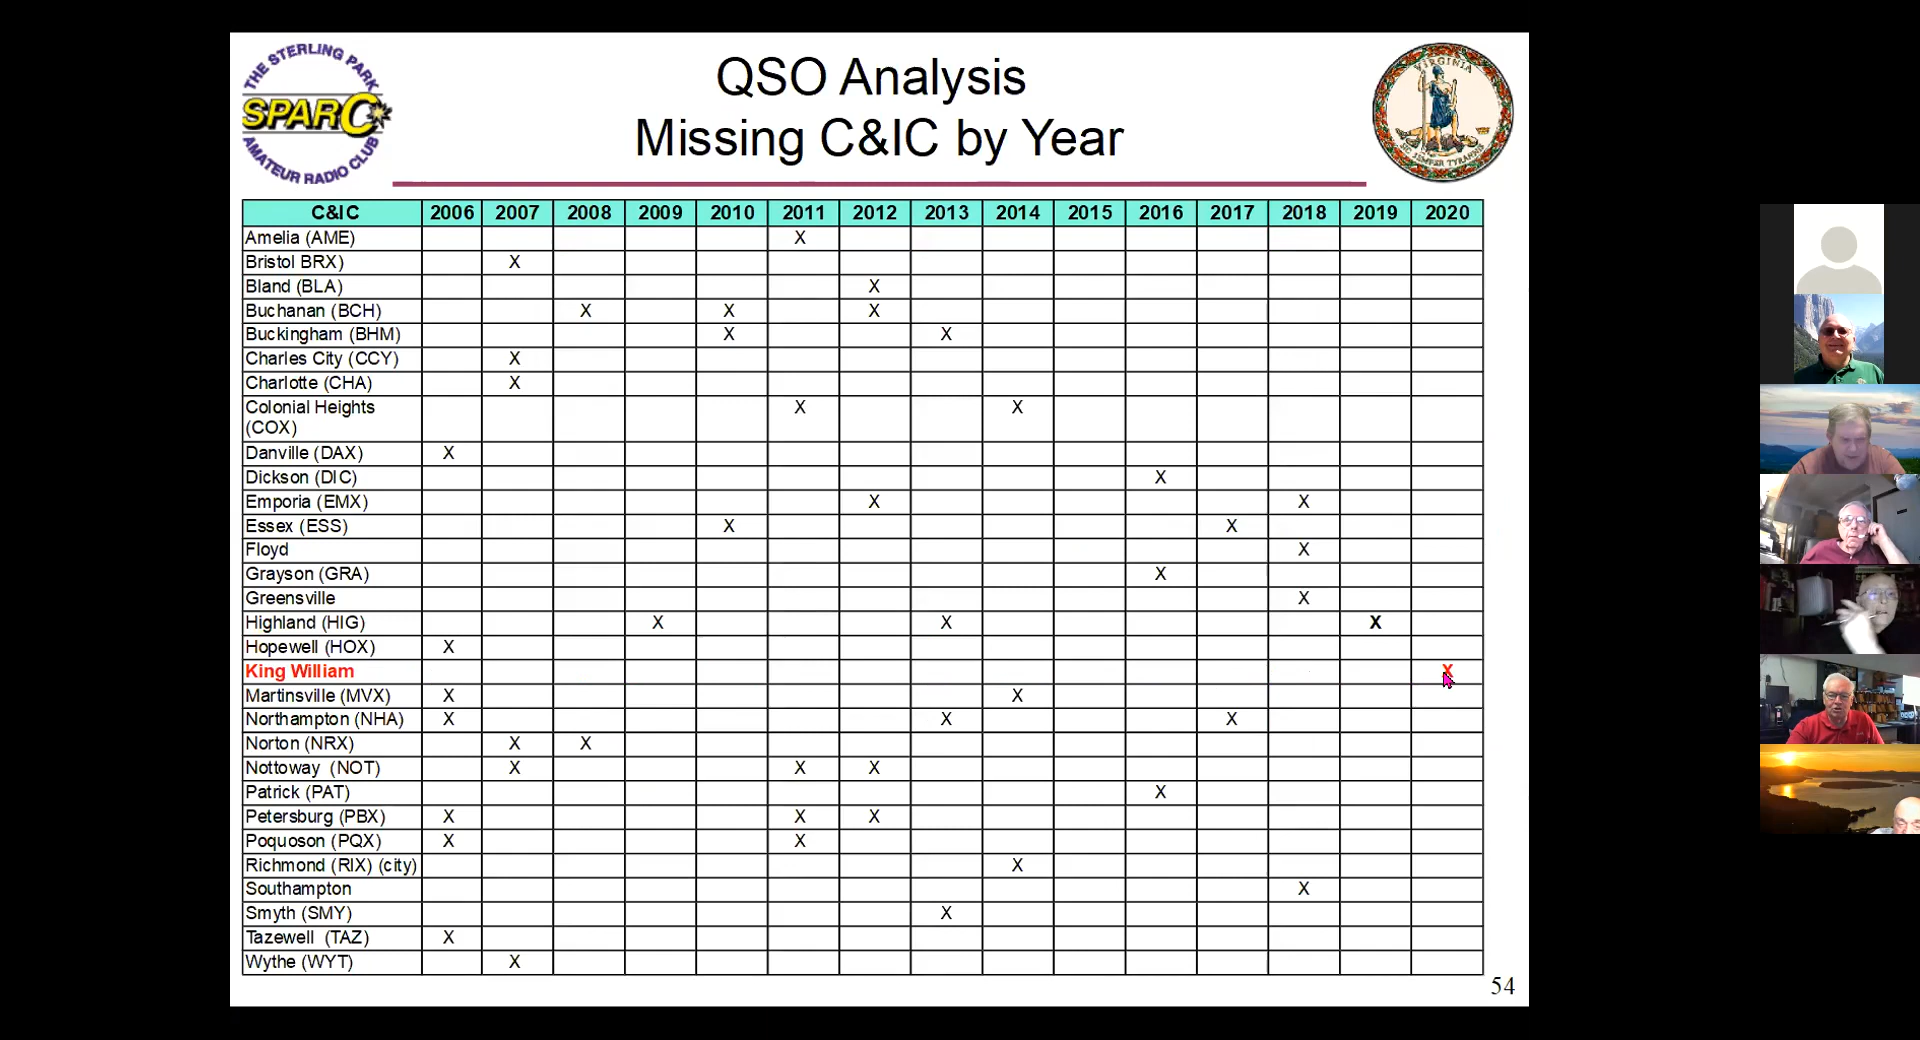 THE STERLING PARK
SPARC
AMATEUR RADIO CLUB
QSO Analysis
Missing C&IC by Year
VIRGINIA
SIC SEMPER TYRANNIS
C&IC 2006 2007 2008 2009 2010 2011 2012 2013 2014 2015 2016 2017 2018 2019 2020
Amelia (AME) X
Bristol BRX) X
Bland (BLA) X
Buchanan (BCH) X X X
Buckingham (BHM) X X
Charles City (CCY) X
Charlotte (CHA) X
Colonial Heights X X
(COX)
Danville (DAX) X
Dickson (DIC) X
Emporia (EMX) X X
Essex (ESS) X X
Floyd X
Grayson (GRA) X
Greensville X
Highland (HIG) X X X
Hopewell (HOX) X
King William X
Martinsville (MVX) X X
Northampton (NHA) X X X
Norton (NRX) X X
Nottoway (NOT) X X X
Patrick (PAT) X
Petersburg (PBX) X X X
Poquoson (PQX) X X
Richmond (RIX) (city) X
Southampton X
Smyth (SMY) X
Tazewell (TAZ) X
Wythe (WYT) X
54